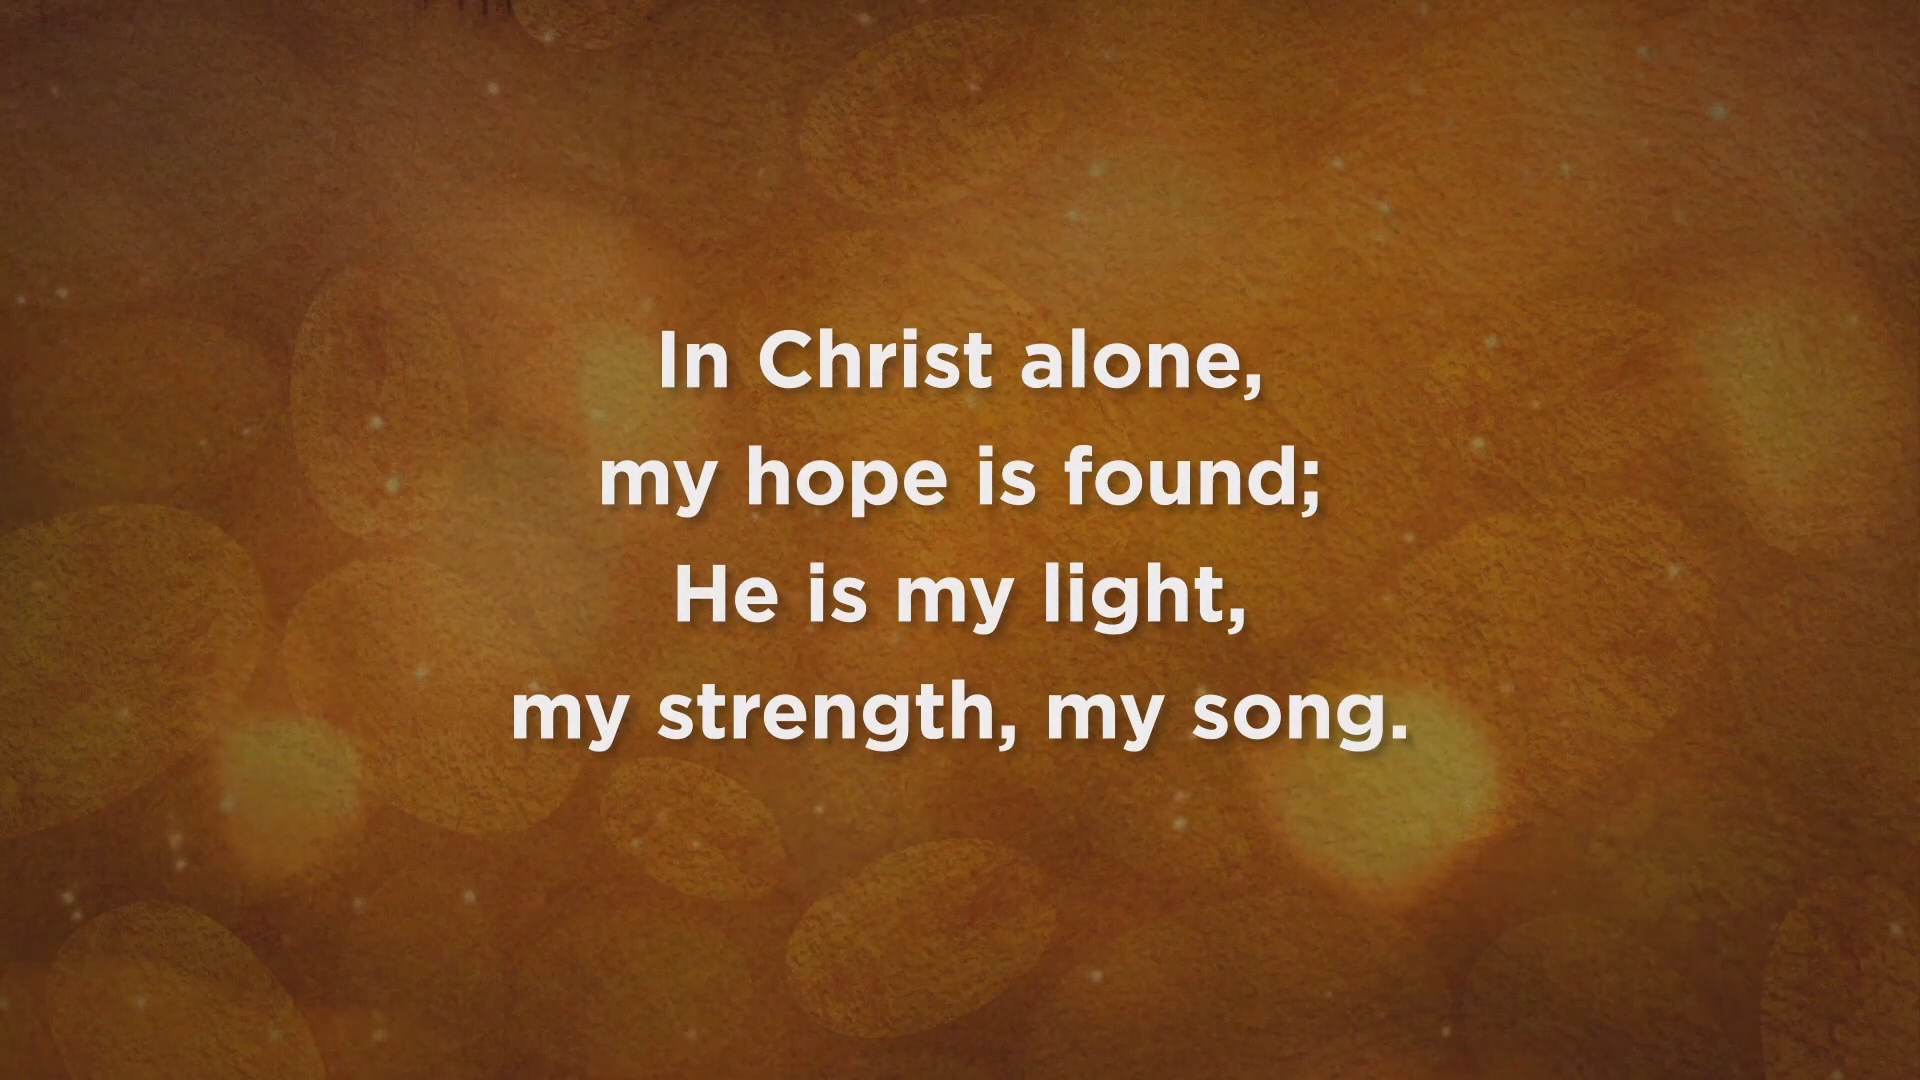 In Christ alone,
my hope is found;
He is my light,
my strength, my song.